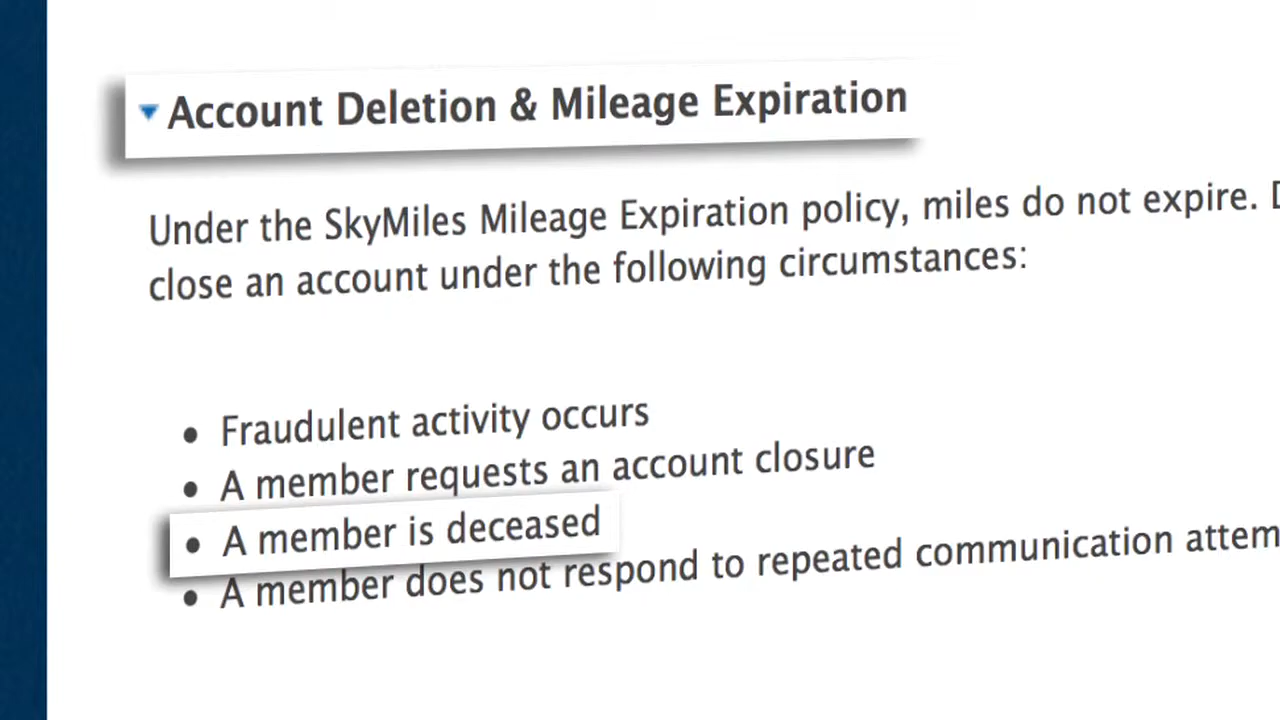 Account Deletion & Mileage Expiration
Under the SkyMiles Mileage Expiration policy, miles do not expire.
close an account under the following circumstances:
• Fraudulent activity occurs
• A member requests an account closure
• A member is deceased
• A member does not respond to repeated communication